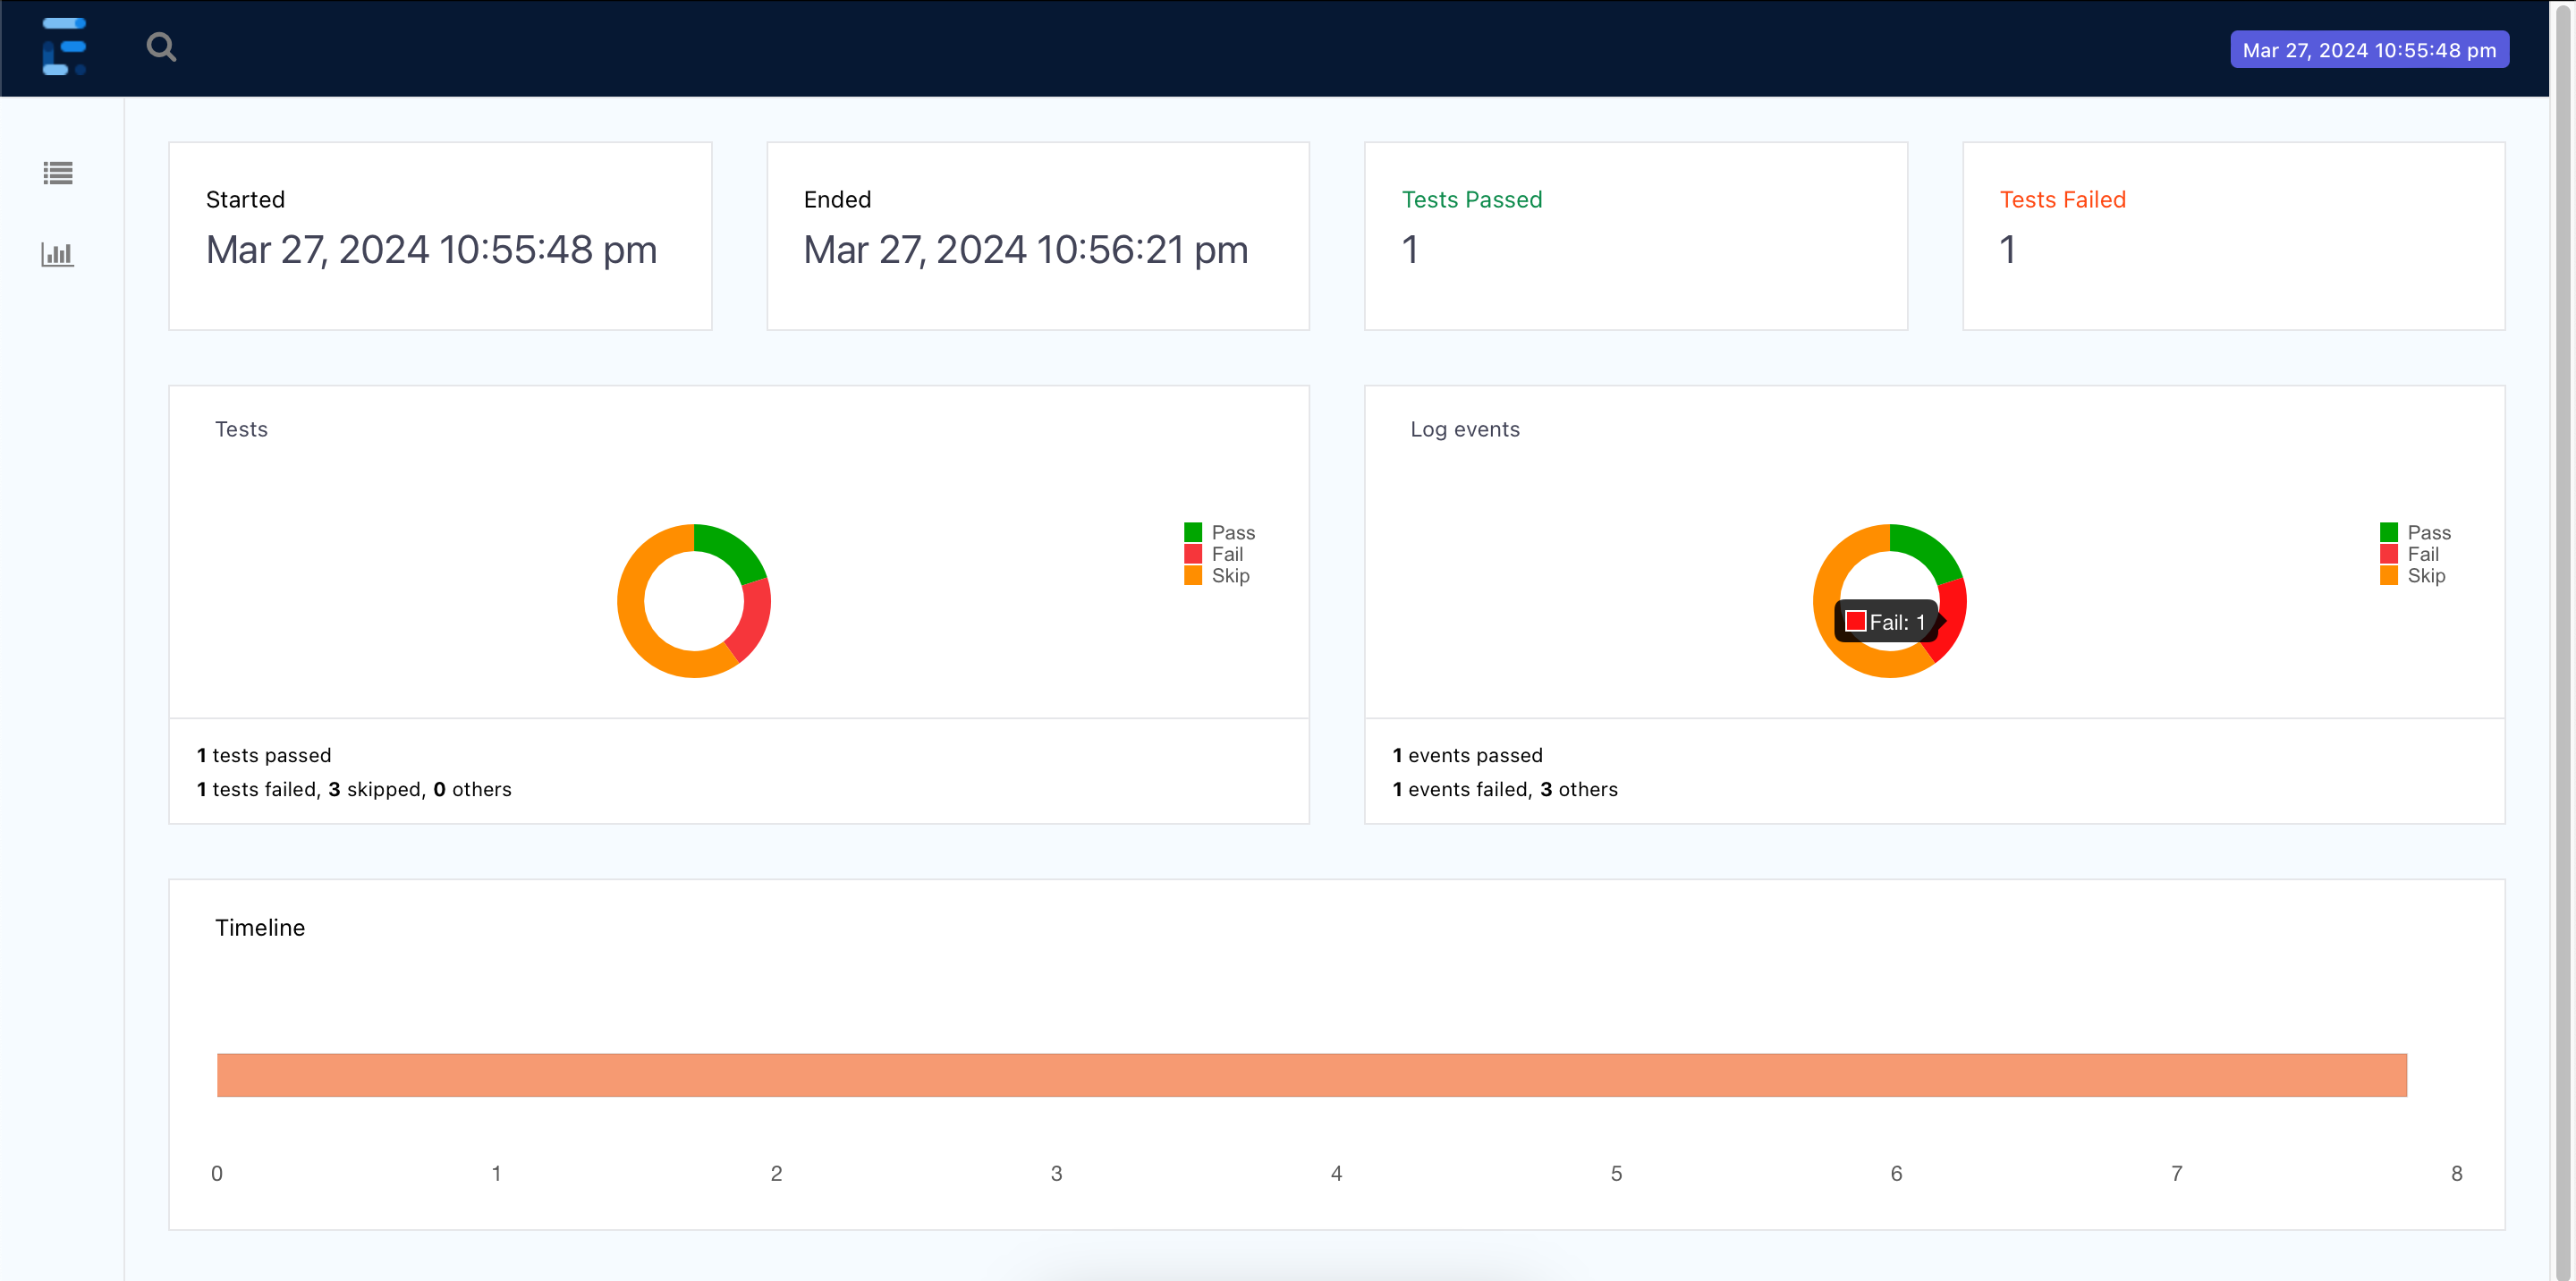 Mar 27, 2024 10:55:48 pm
Started
Mar 27, 2024 10:55:48 pm
Ended
Mar 27, 2024 10:56:21 pm
Tests Passed
1
Tests Failed
1
Tests
Pass
Fail
Skip
1 tests passed
1 tests failed, 3 skipped, 0 others
Log events
Pass
Fail
Skip
Fail: 1
1 events passed
1 events failed, 3 others
Timeline
0 1 2 3 4 5 6 7 8